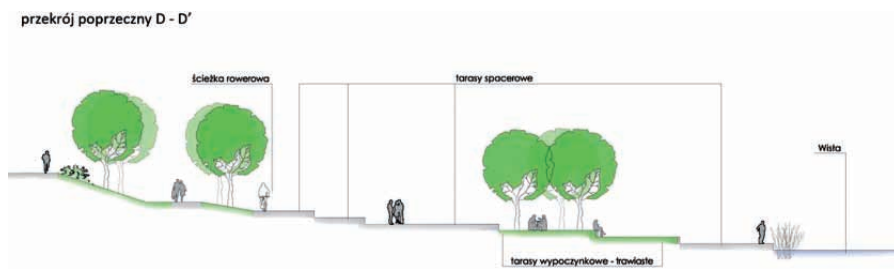 przekrój poprzeczny D - D'
ścieżka rowerowa
tarasy spacerowe
Wisła
tarasy wypoczynkowe - trawiaste